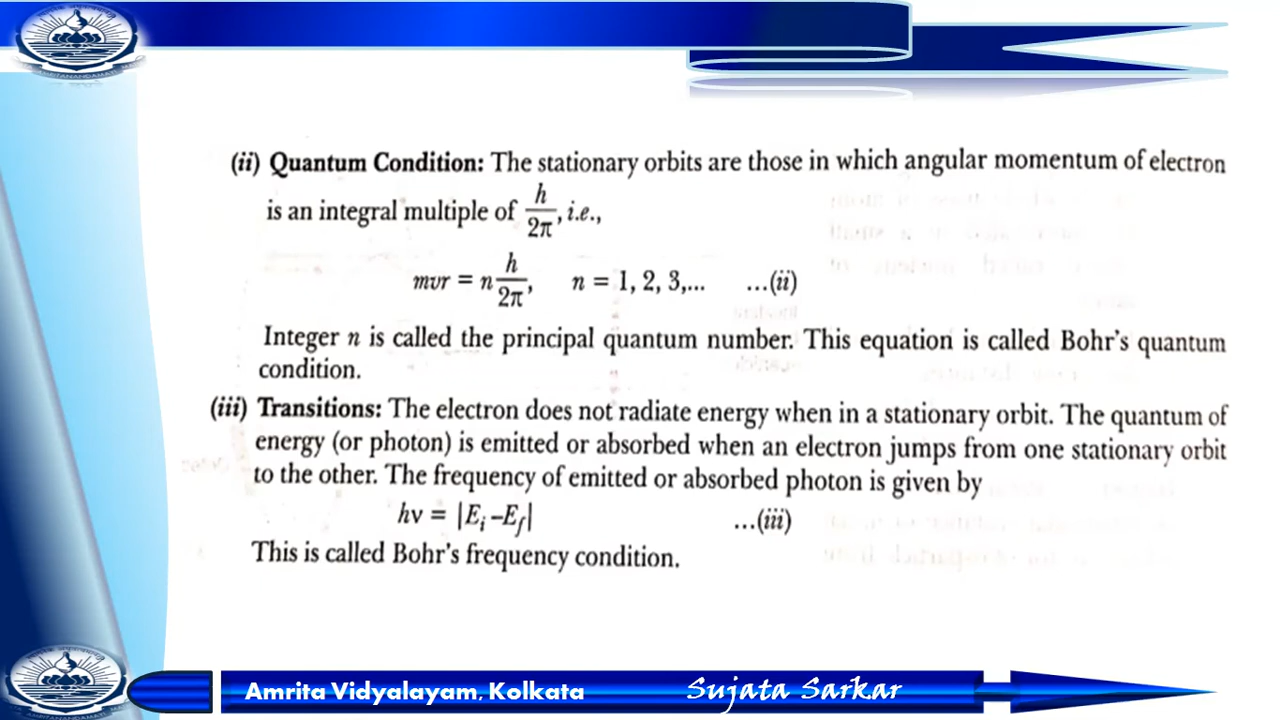 (ii) Quantum Condition: The stationary orbits are those in which angular momentum of electron
is an integral multiple of h/2π, i.e.,
mvr = n h/2π, n = 1, 2, 3,... ...(ii)
Integer n is called the principal quantum number. This equation is called Bohr's quantum
condition.
(iii) Transitions: The electron does not radiate energy when in a stationary orbit. The quantum of
energy (or photon) is emitted or absorbed when an electron jumps from one stationary orbit
to the other. The frequency of emitted or absorbed photon is given by
hν = |Ei –Ef| ...(iii)
This is called Bohr's frequency condition.
Amrita Vidyalayam, Kolkata Sujata Sarkar